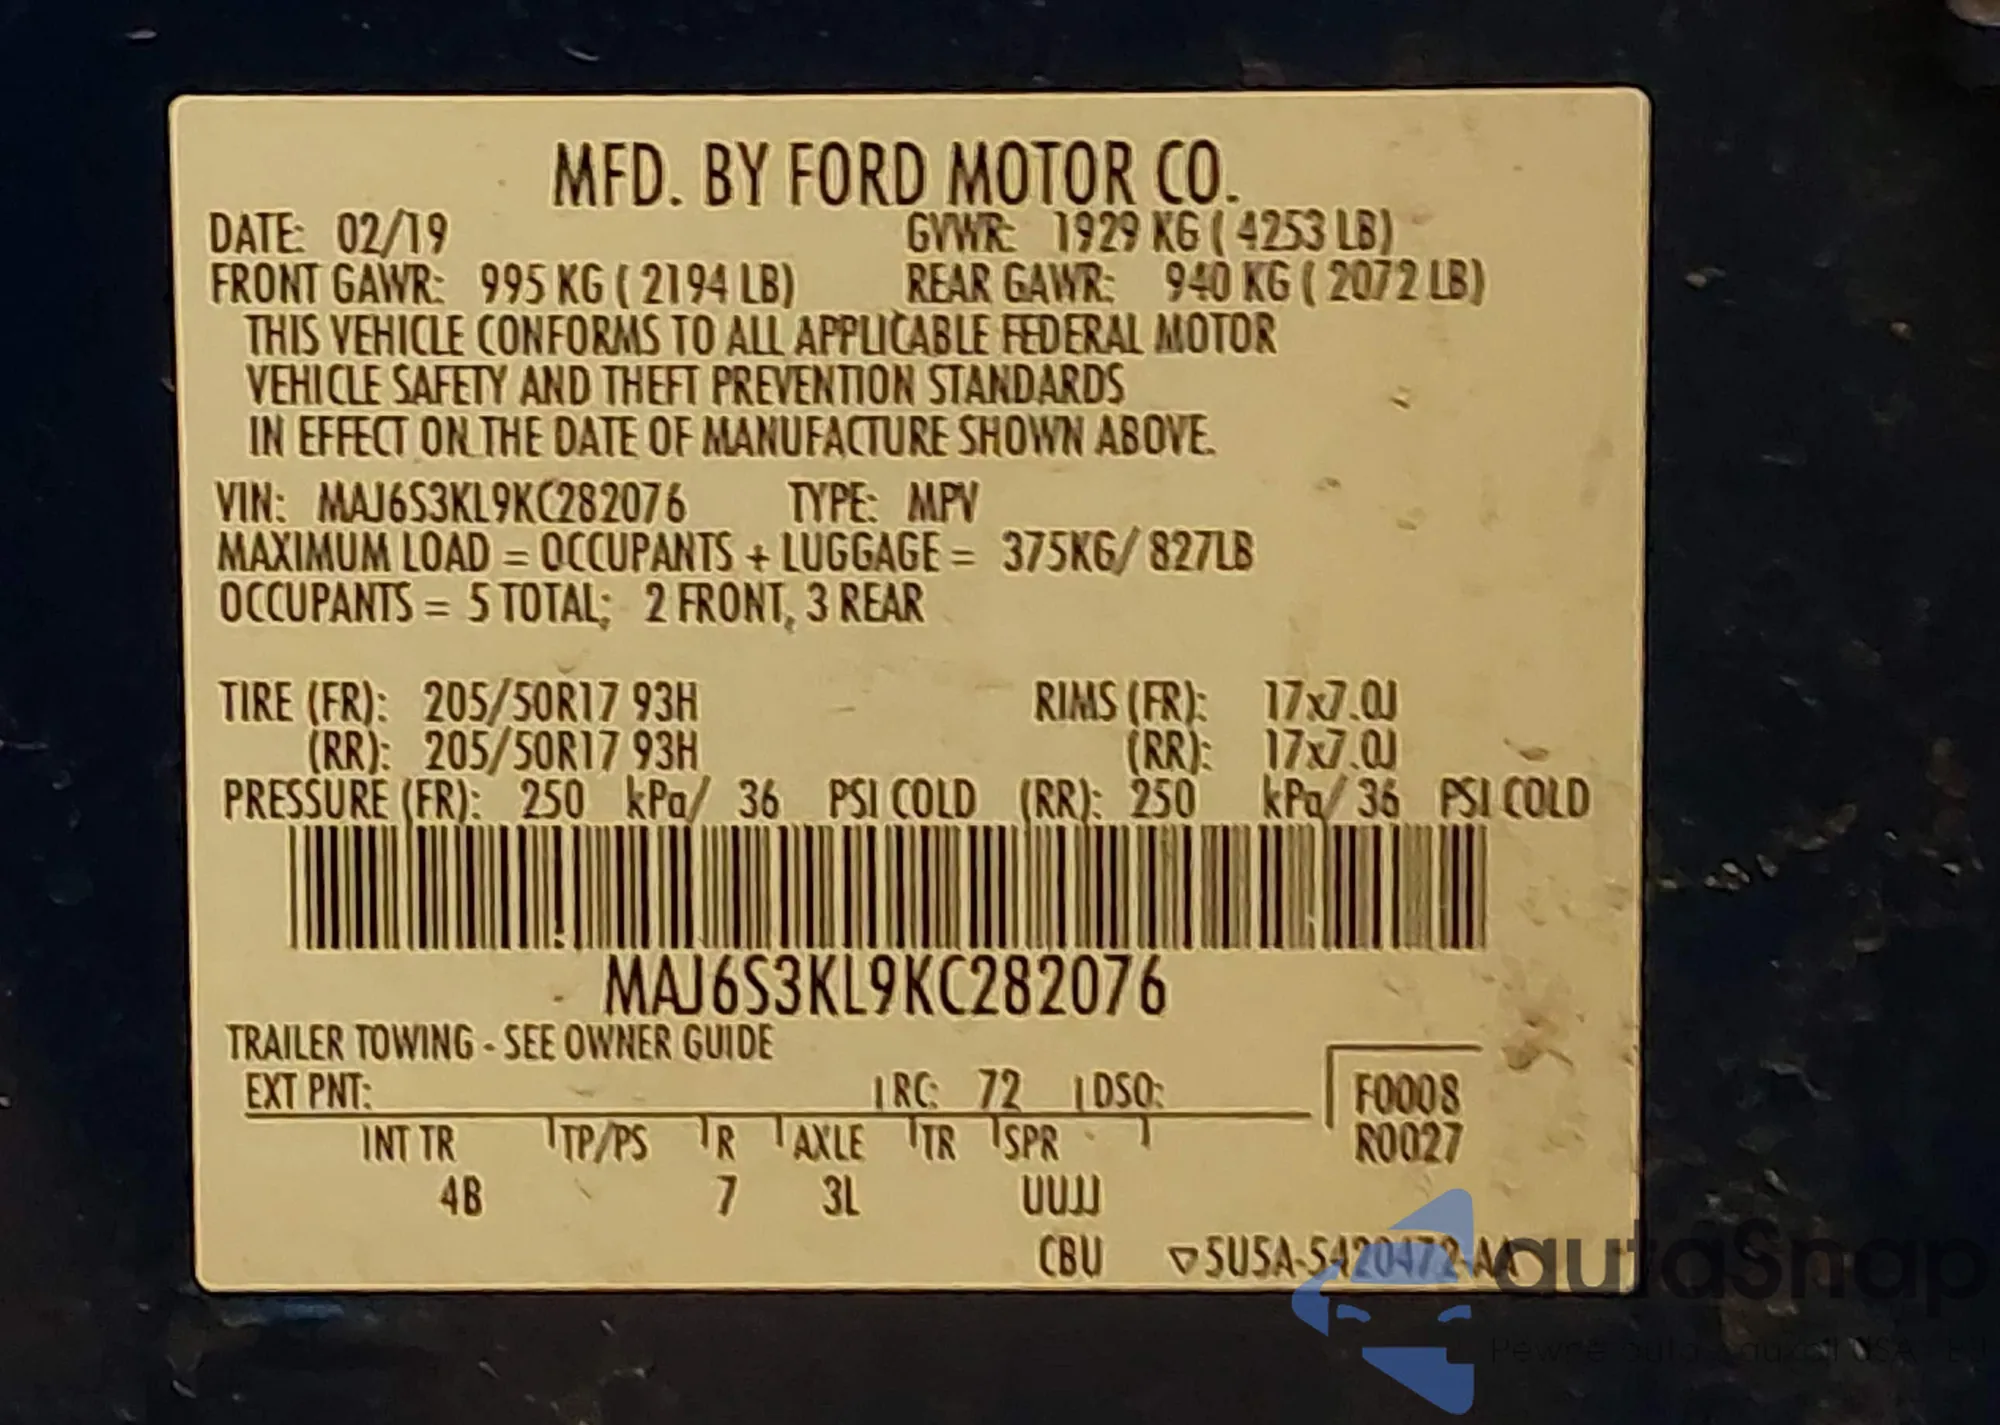 MFD. BY FORD MOTOR CO.
DATE: 02/19 GVWR: 1929 KG ( 4253 LB)
FRONT GAWR: 995 KG ( 2194 LB) REAR GAWR: 940 KG ( 2072 LB)
THIS VEHICLE CONFORMS TO ALL APPLICABLE FEDERAL MOTOR
VEHICLE SAFETY AND THEFT PREVENTION STANDARDS
IN EFFECT ON THE DATE OF MANUFACTURE SHOWN ABOVE.
VIN: MAJ6S3KL9KC282076 TYPE: MPV
MAXIMUM LOAD = OCCUPANTS + LUGGAGE = 375KG/ 827LB
OCCUPANTS = 5 TOTAL; 2 FRONT, 3 REAR
TIRE (FR): 205/50R17 93H RIMS (FR): 17x7.0J
(RR): 205/50R17 93H (RR): 17x7.0J
PRESSURE (FR): 250 kPa/ 36 PSI COLD (RR): 250 kPa/ 36 PSI COLD
MAJ6S3KL9KC282076
TRAILER TOWING - SEE OWNER GUIDE
EXT PNT: RC: 72 DSO: F0008
INT TR TP/PS R AXLE TR SPR R0027
4B 7 3L UUJJ
CBU 5U5A-5420472-AA
autaSnap